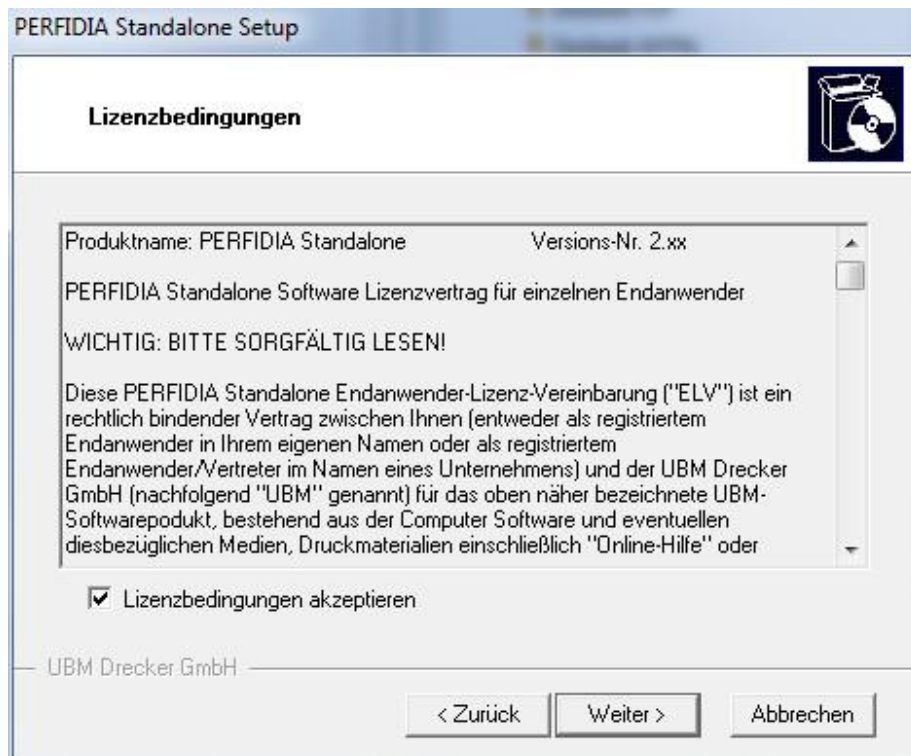 PERFIDIA Standalone Setup
Lizenzbedingungen
Produktname: PERFIDIA Standalone Versions-Nr. 2.xx
PERFIDIA Standalone Software Lizenzvertrag für einzelnen Endanwender
WICHTIG: BITTE SORGFÄLTIG LESEN!
Diese PERFIDIA Standalone Endanwender-Lizenz-Vereinbarung ("ELV") ist ein
rechtlich bindender Vertrag zwischen Ihnen (entweder als registriertem
Endanwender in Ihrem eigenen Namen oder als registriertem
Endanwender/Vertreter im Namen eines Unternehmens) und der UBM Drecker
GmbH (nachfolgend "UBM" genannt) für das oben näher bezeichnete UBM-
Softwarepodukt, bestehend aus der Computer Software und eventuellen
diesbezüglichen Medien, Druckmaterialien einschließlich "Online-Hilfe" oder
Lizenzbedingungen akzeptieren
UBM Drecker GmbH
< Zurück Weiter > Abbrechen